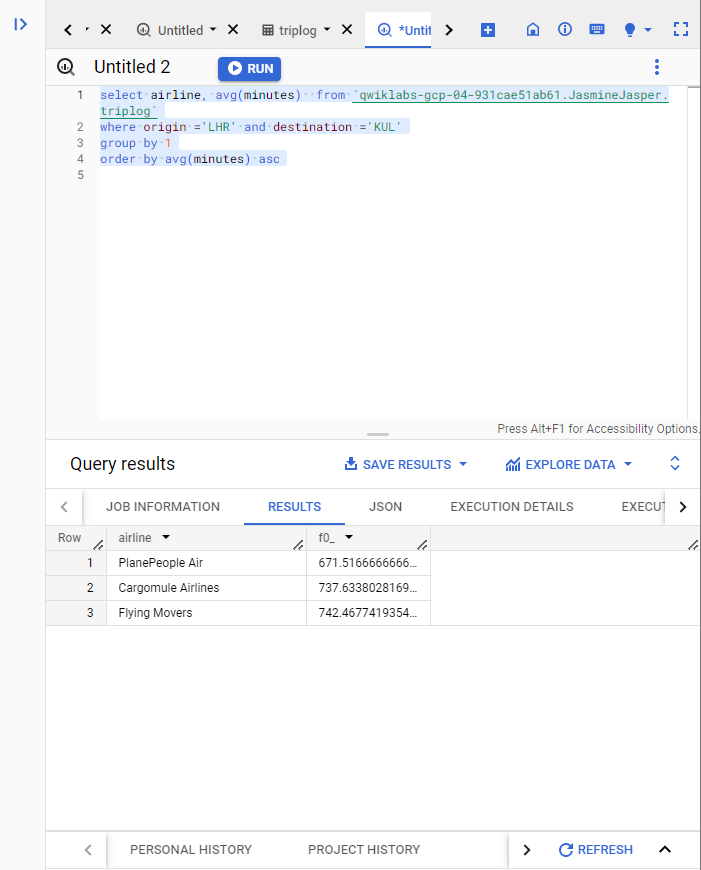 Untitled
triplog
*Untit
Untitled 2
RUN
1 select airline, avg(minutes)  from `qwiklabs-gcp-04-931cae51ab61.JasmineJasper.
triplog`
2 where origin ='LHR' and destination ='KUL'
3 group by 1
4 order by avg(minutes) asc
5
Press Alt+F1 for Accessibility Options.
Query results SAVE RESULTS EXPLORE DATA
JOB INFORMATION RESULTS JSON EXECUTION DETAILS EXECUT
Row airline f0_
1 PlanePeople Air 671.5166666666...
2 Cargomule Airlines 737.6338028169...
3 Flying Movers 742.4677419354...
PERSONAL HISTORY PROJECT HISTORY REFRESH